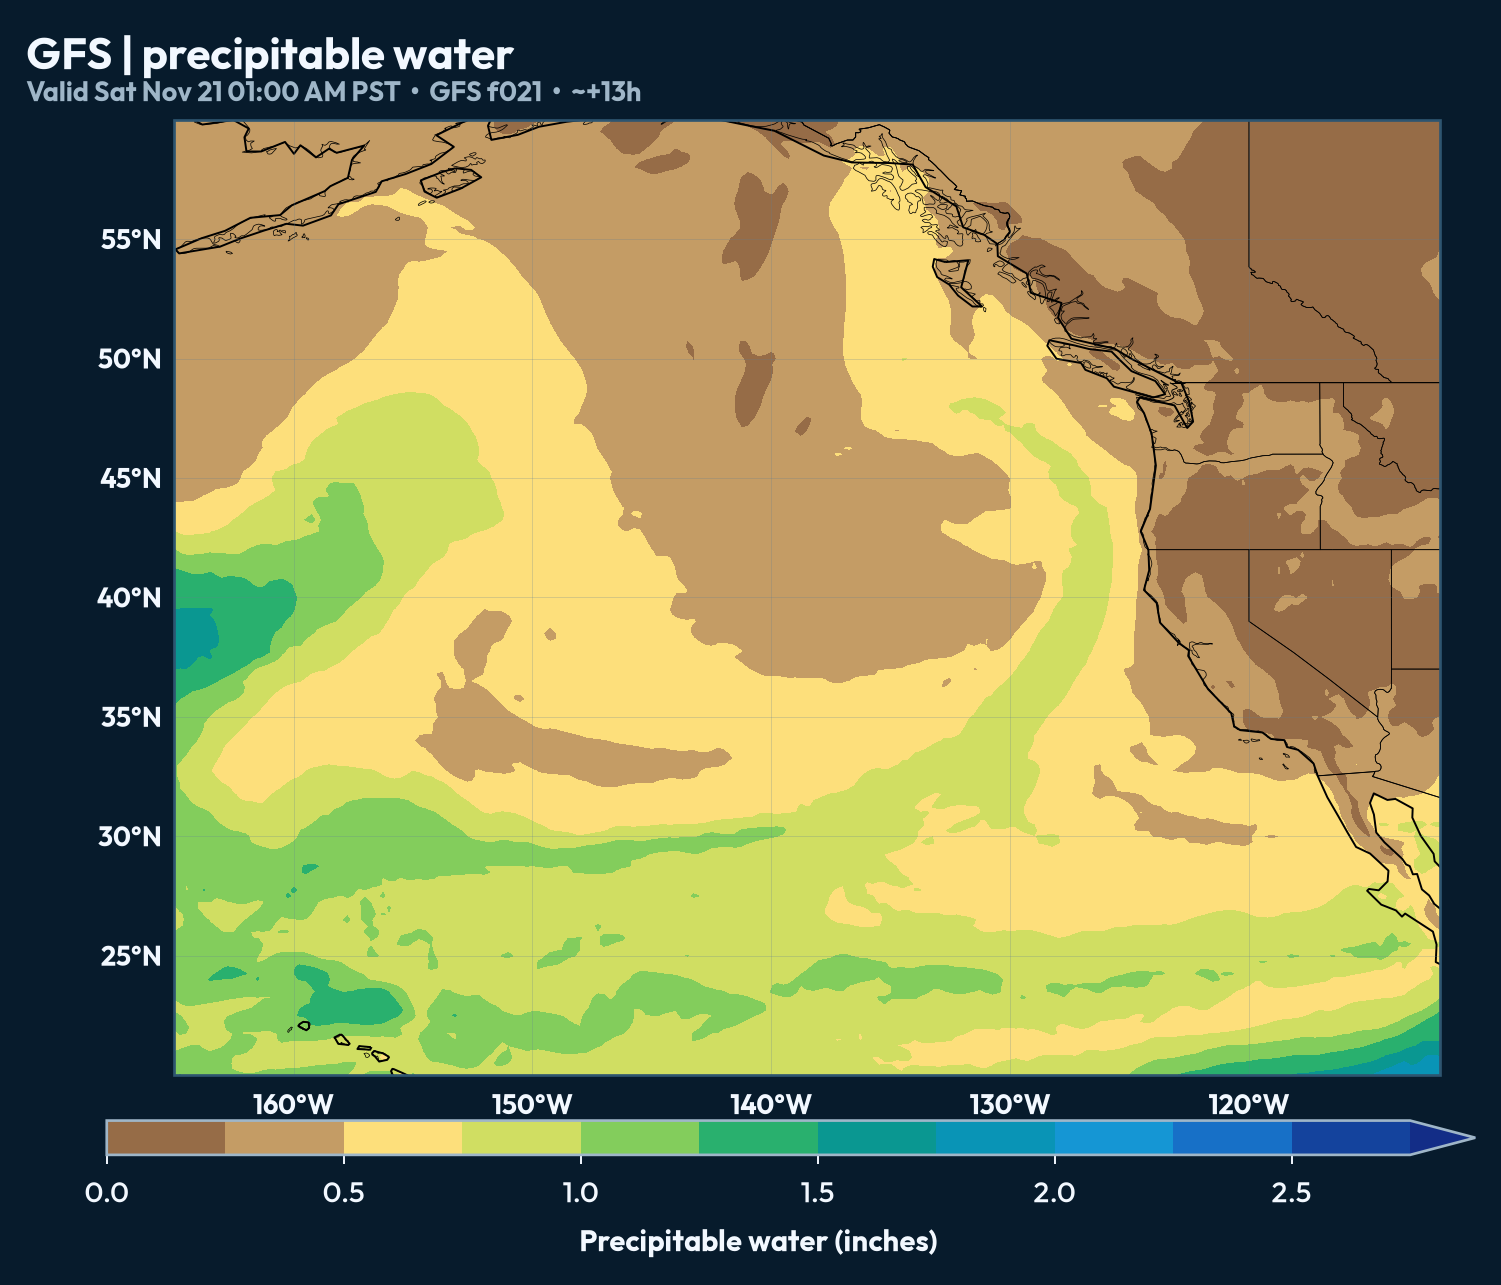 GFS | precipitable water
Valid Sat Nov 21 01:00 AM PST • GFS f021 • ~+13h
55°N
50°N
45°N
40°N
35°N
30°N
25°N
160°W 150°W 140°W 130°W 120°W
0.0 0.5 1.0 1.5 2.0 2.5
Precipitable water (inches)